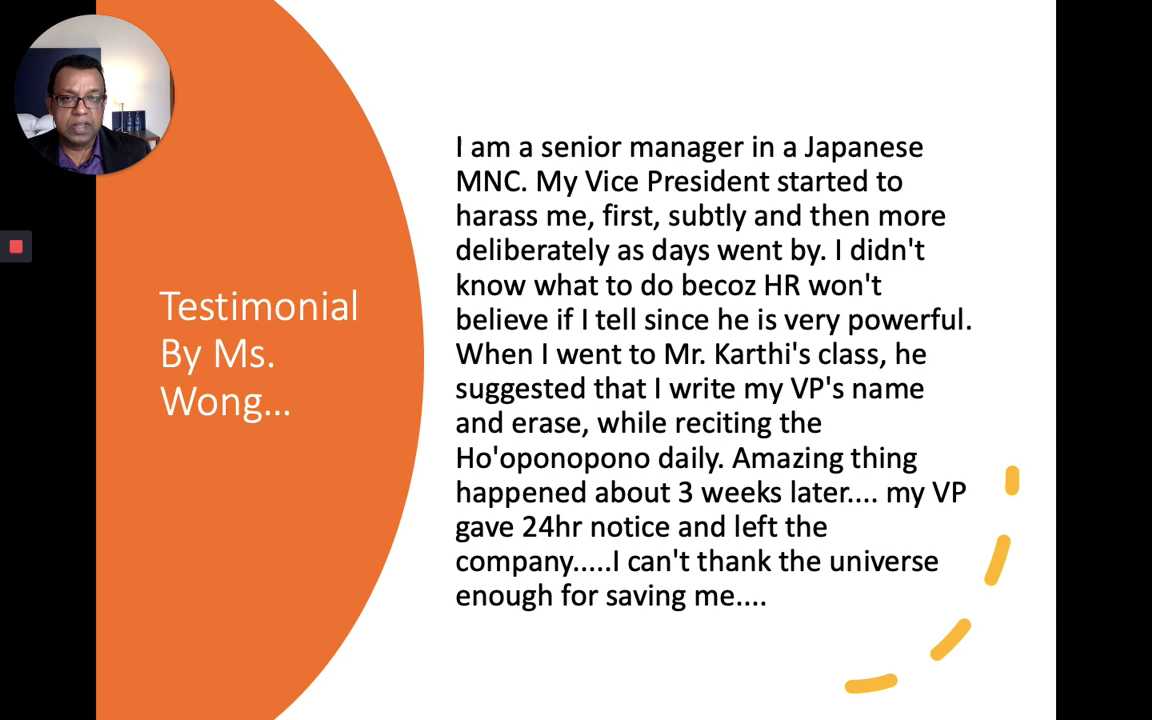 Testimonial
By Ms.
Wong...
I am a senior manager in a Japanese
MNC. My Vice President started to
harass me, first, subtly and then more
deliberately as days went by. I didn't
know what to do becoz HR won't
believe if I tell since he is very powerful.
When I went to Mr. Karthi's class, he
suggested that I write my VP's name
and erase, while reciting the
Ho'oponopono daily. Amazing thing
happened about 3 weeks later.... my VP
gave 24hr notice and left the
company.....I can't thank the universe
enough for saving me....